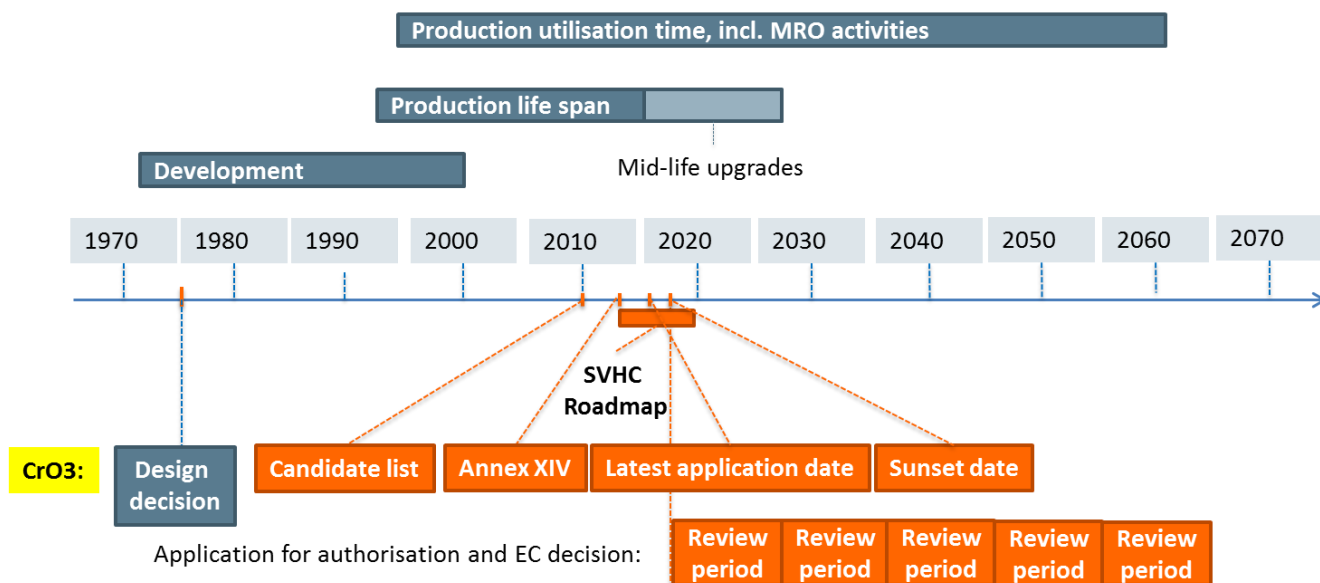 Production utilisation time, incl. MRO activities
Production life span
Mid-life upgrades
Development
1970 1980 1990 2000 2010 2020 2030 2040 2050 2060 2070
SVHC
Roadmap
CrO3:
Design
decision
Candidate list
Annex XIV
Latest application date
Sunset date
Application for authorisation and EC decision:
Review
period
Review
period
Review
period
Review
period
Review
period